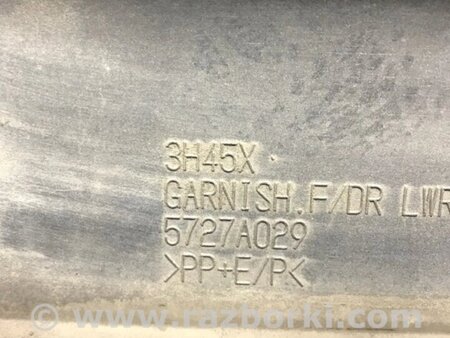 3H45X
GARNISH.F/DR LWR
5727A029
>PP+E/P<
www.razborki.com